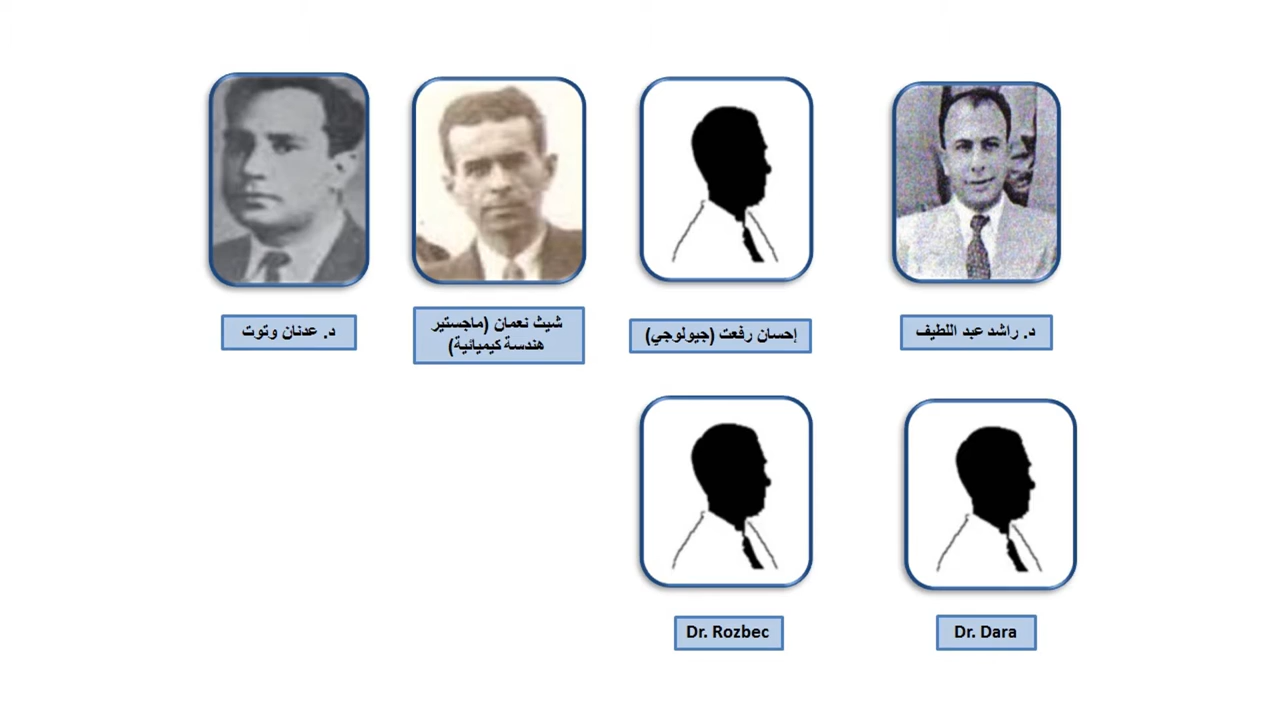 د. راشد عبد اللطيف
إحسان رفعت (جيولوجي)
شيث نعمان (ماجستير
هندسة كيميائية)
د. عدنان وتوت
Dr. Rozbec
Dr. Dara